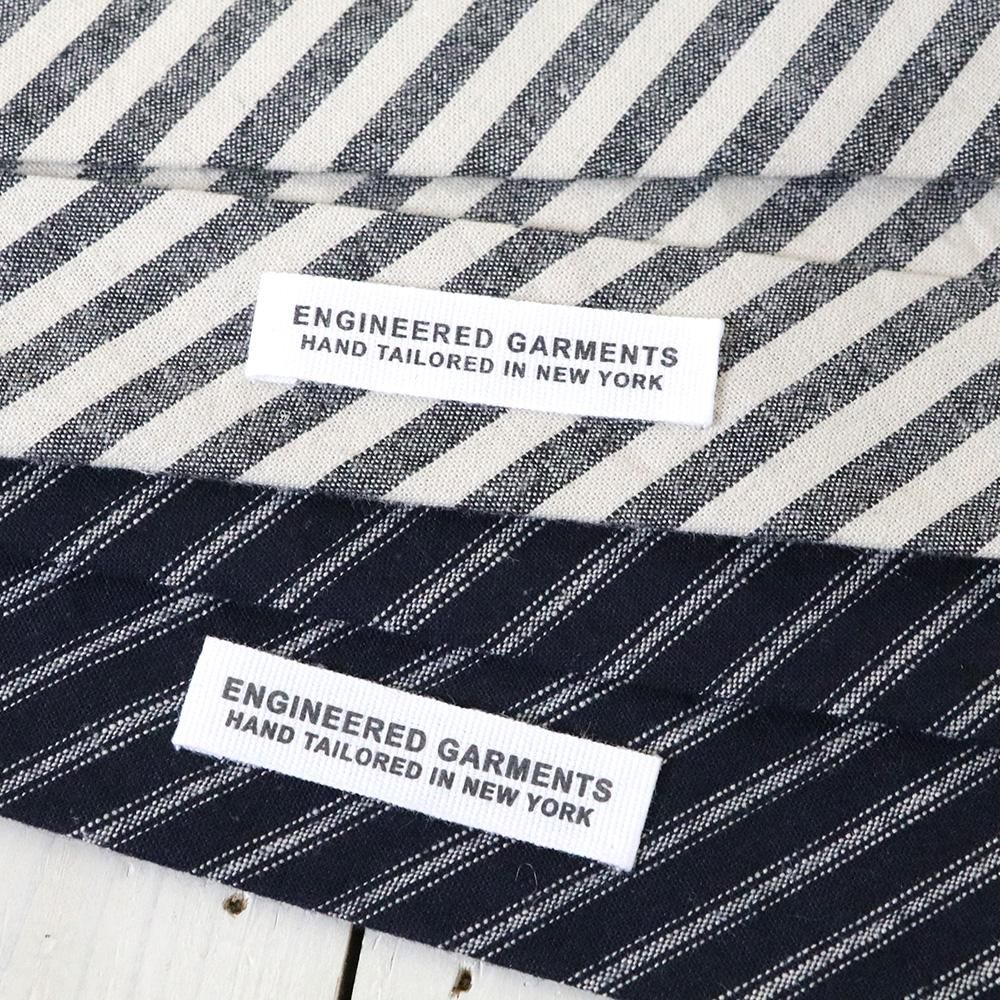 ENGINEERED GARMENTS
HAND TAILORED IN NEW YORK
ENGINEERED GARMENTS
HAND TAILORED IN NEW YORK